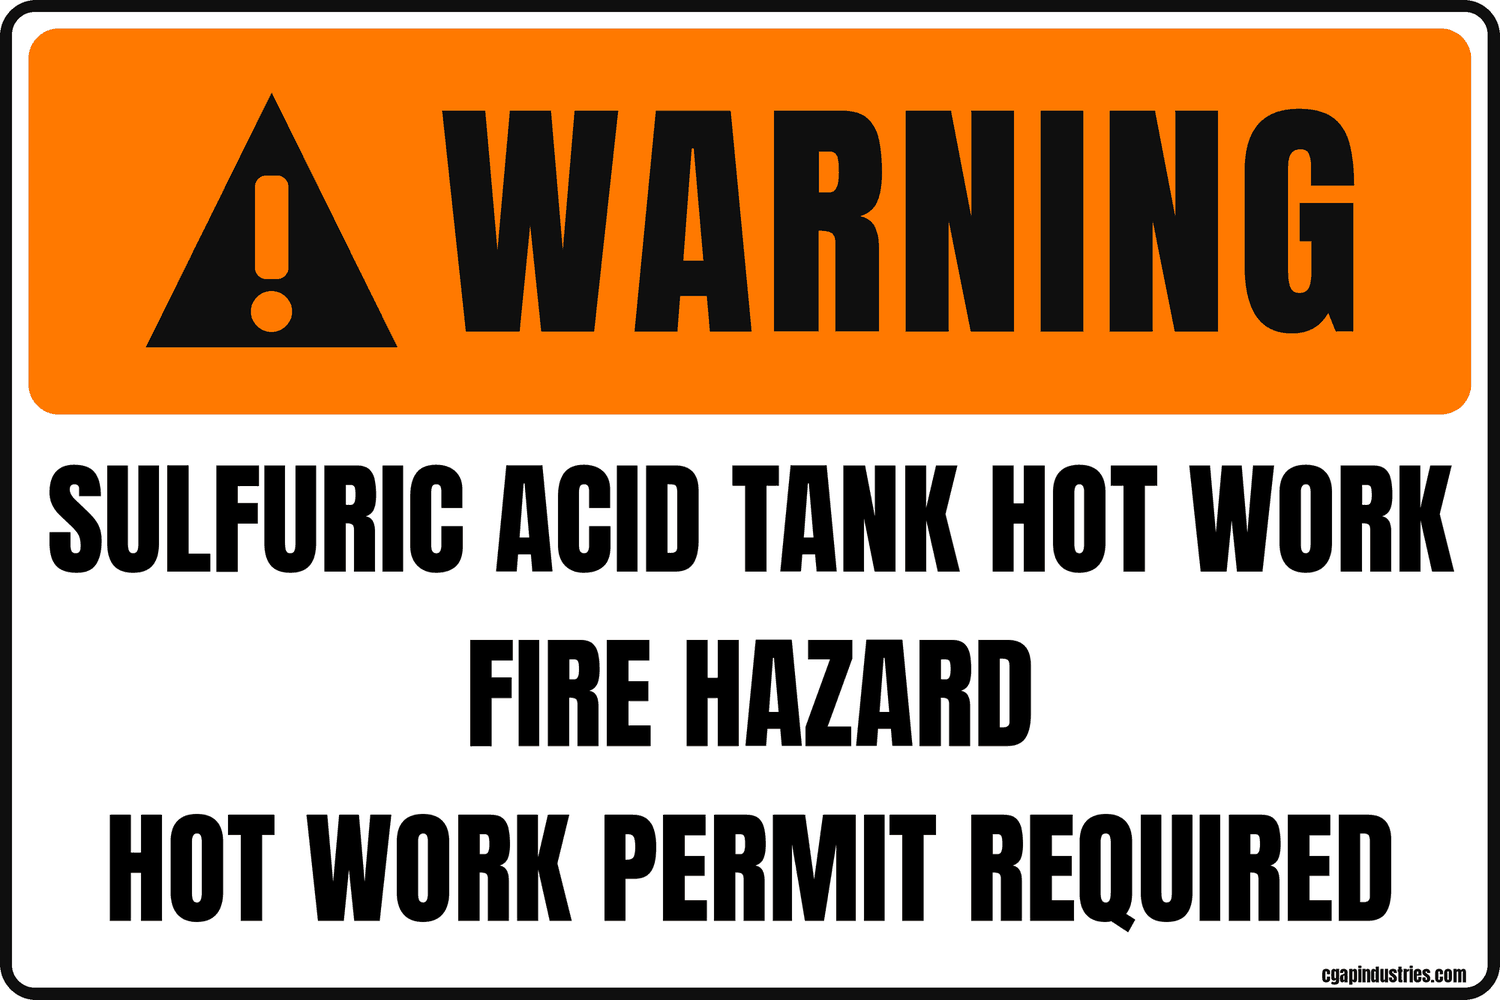 WARNING
SULFURIC ACID TANK HOT WORK
FIRE HAZARD
HOT WORK PERMIT REQUIRED
cgapindustries.com